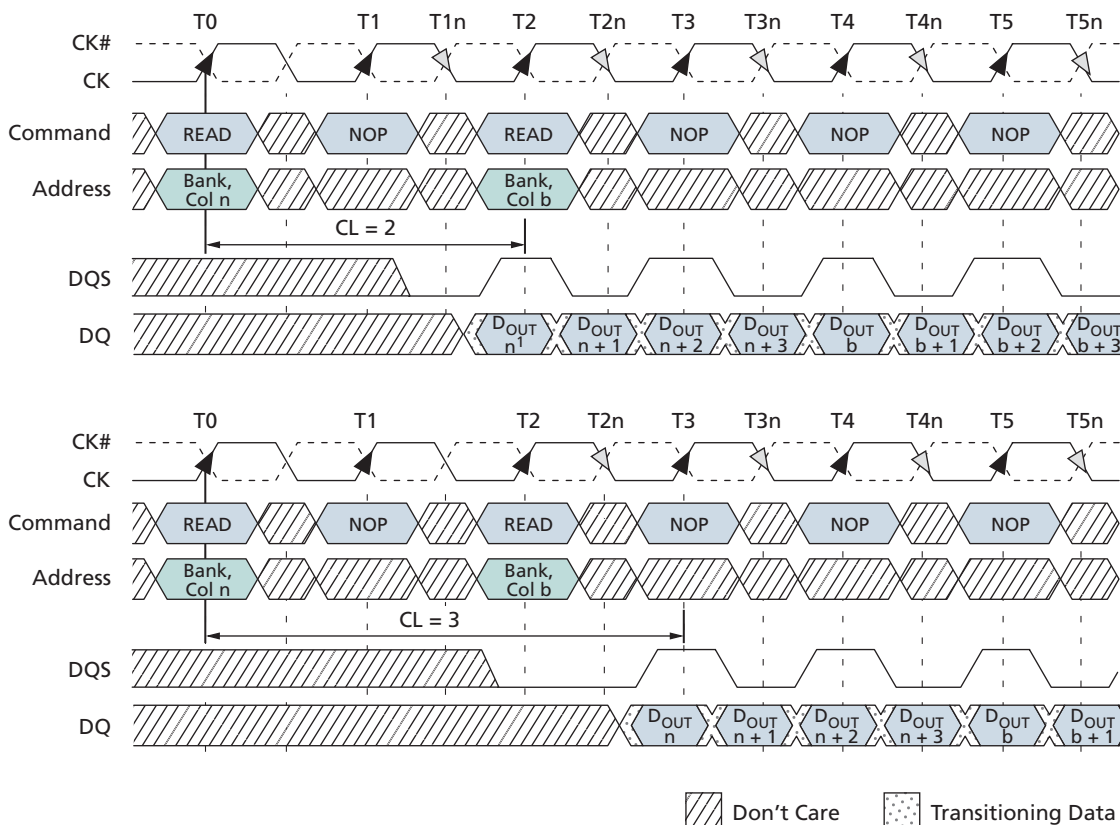 T0 T1 T1n T2 T2n T3 T3n T4 T4n T5 T5n
CK#
CK
Command READ NOP READ NOP NOP NOP
Address Bank, Col n Bank, Col b
CL = 2
DQS
DQ DOUT n1 DOUT n + 1 DOUT n + 2 DOUT n + 3 DOUT b DOUT b + 1 DOUT b + 2 DOUT b + 3
T0 T1 T2 T2n T3 T3n T4 T4n T5 T5n
CK#
CK
Command READ NOP READ NOP NOP NOP
Address Bank, Col n Bank, Col b
CL = 3
DQS
DQ DOUT n DOUT n + 1 DOUT n + 2 DOUT n + 3 DOUT b DOUT b + 1
Don't Care Transitioning Data